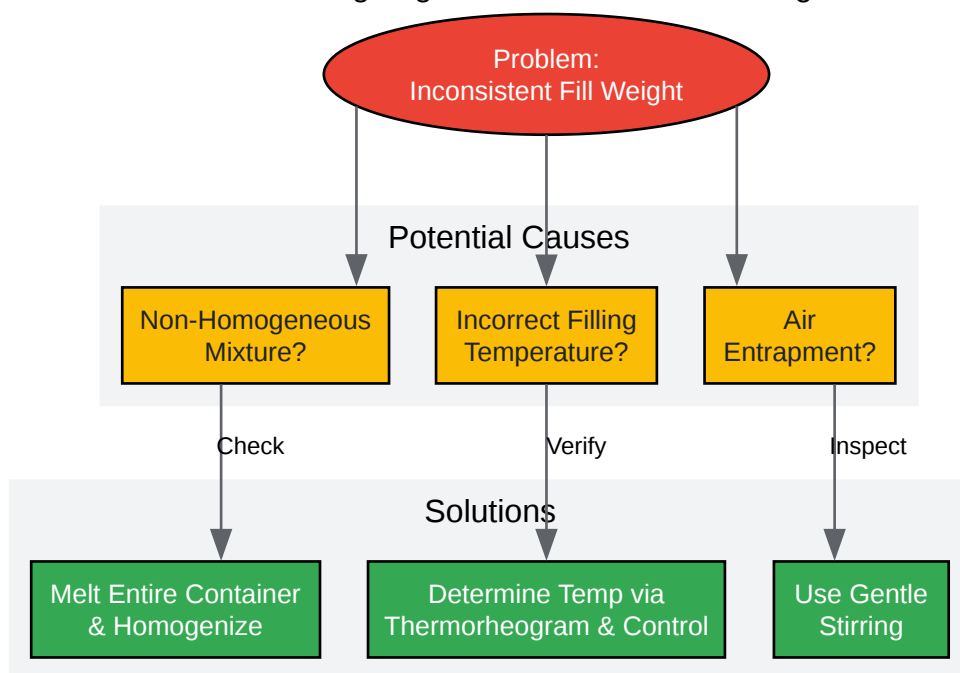 Problem:
Inconsistent Fill Weight
Potential Causes
Non-Homogeneous
Mixture?
Incorrect Filling
Temperature?
Air
Entrapment?
Check
Verify
Inspect
Solutions
Melt Entire Container
& Homogenize
Determine Temp via
Thermorheogram & Control
Use Gentle
Stirring